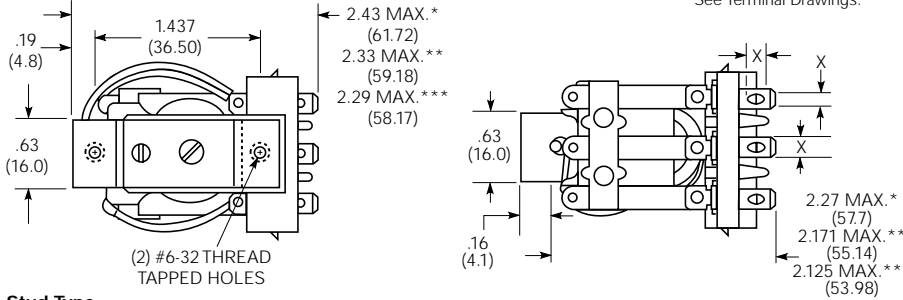 See Terminal Drawings.
.19
(4.8)
1.437
(36.50)
2.43 MAX.*
(61.72)
2.33 MAX.**
(59.18)
2.29 MAX.***
(58.17)
.63
(16.0)
(2) #6-32 THREAD
TAPPED HOLES
X
X
X
.63
(16.0)
.16
(4.1)
2.27 MAX.*
(57.7)
2.171 MAX.**
(55.14)
2.125 MAX.**
(53.98)
Stud Type